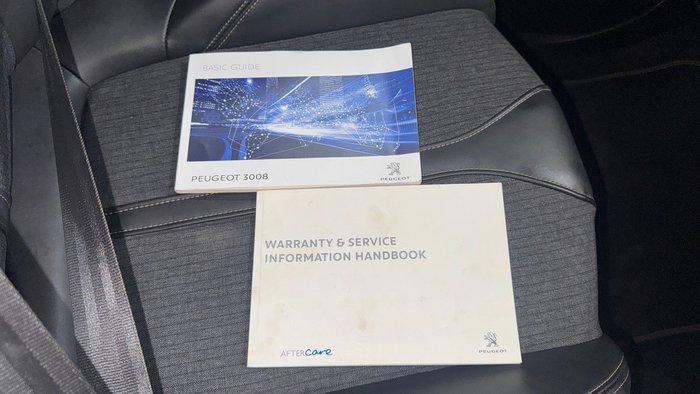 BASIC GUIDE
PEUGEOT 3008
PEUGEOT
WARRANTY & SERVICE
INFORMATION HANDBOOK
AFTERcare
PEUGEOT